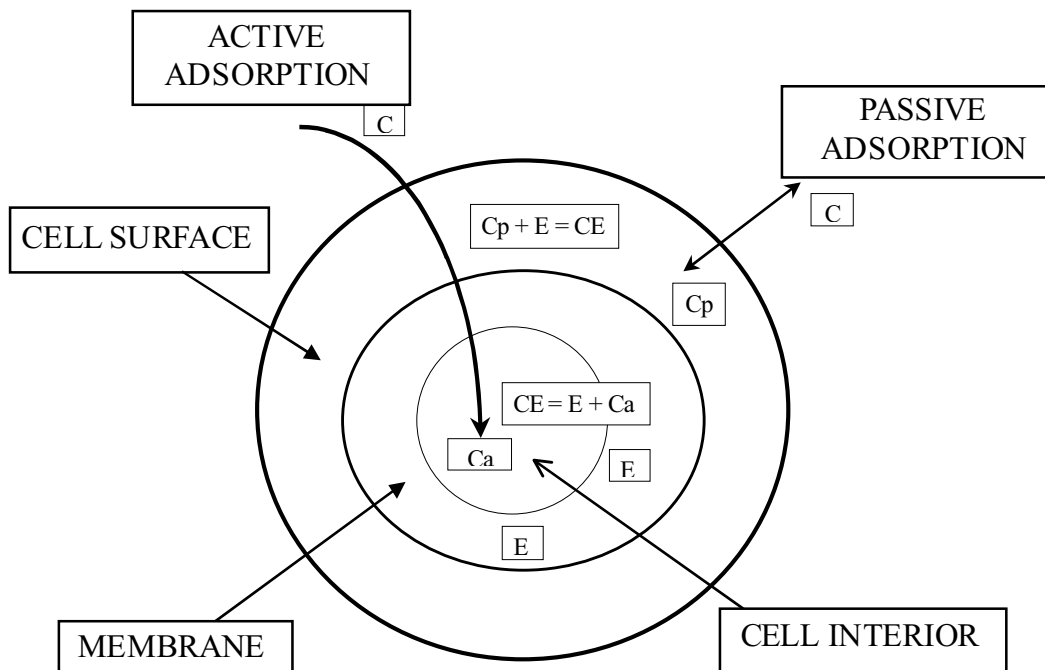 ACTIVE
ADSORPTION
C
PASSIVE
ADSORPTION
C
CELL SURFACE
Cp + E = CE
Cp
CE = E + Ca
Ca
E
E
MEMBRANE
CELL INTERIOR